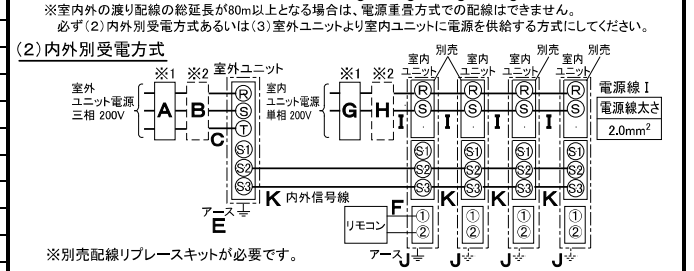 ※室内外の渡り配線の総延長が80m以上となる場合は、電源重畳方式での配線はできません。
必ず(2)内外別受電方式あるいは(3)室外ユニットより室内ユニットに電源を供給する方式にしてください。
(2)内外別受電方式
※1 ※2 室外ユニット
室外
ユニット電源
三相 200V
A B C
R
S
T
S1
S2
S3
アース
E
※1 ※2
室内
ユニット電源
単相 200V
G H
室内
ユニット
別売
室内
ユニット
室内
ユニット
別売
室内
ユニット
別売
R R R R
S S S S
I I I I
S1 S1 S1 S1
S2 S2 S2 S2
S3 S3 S3 S3
K 内外信号線
K K K
リモコン
F
① ① ① ①
② ② ② ②
アース J J J J
電源線 I
電源線太さ
2.0mm²
※別売配線リプレースキットが必要です。